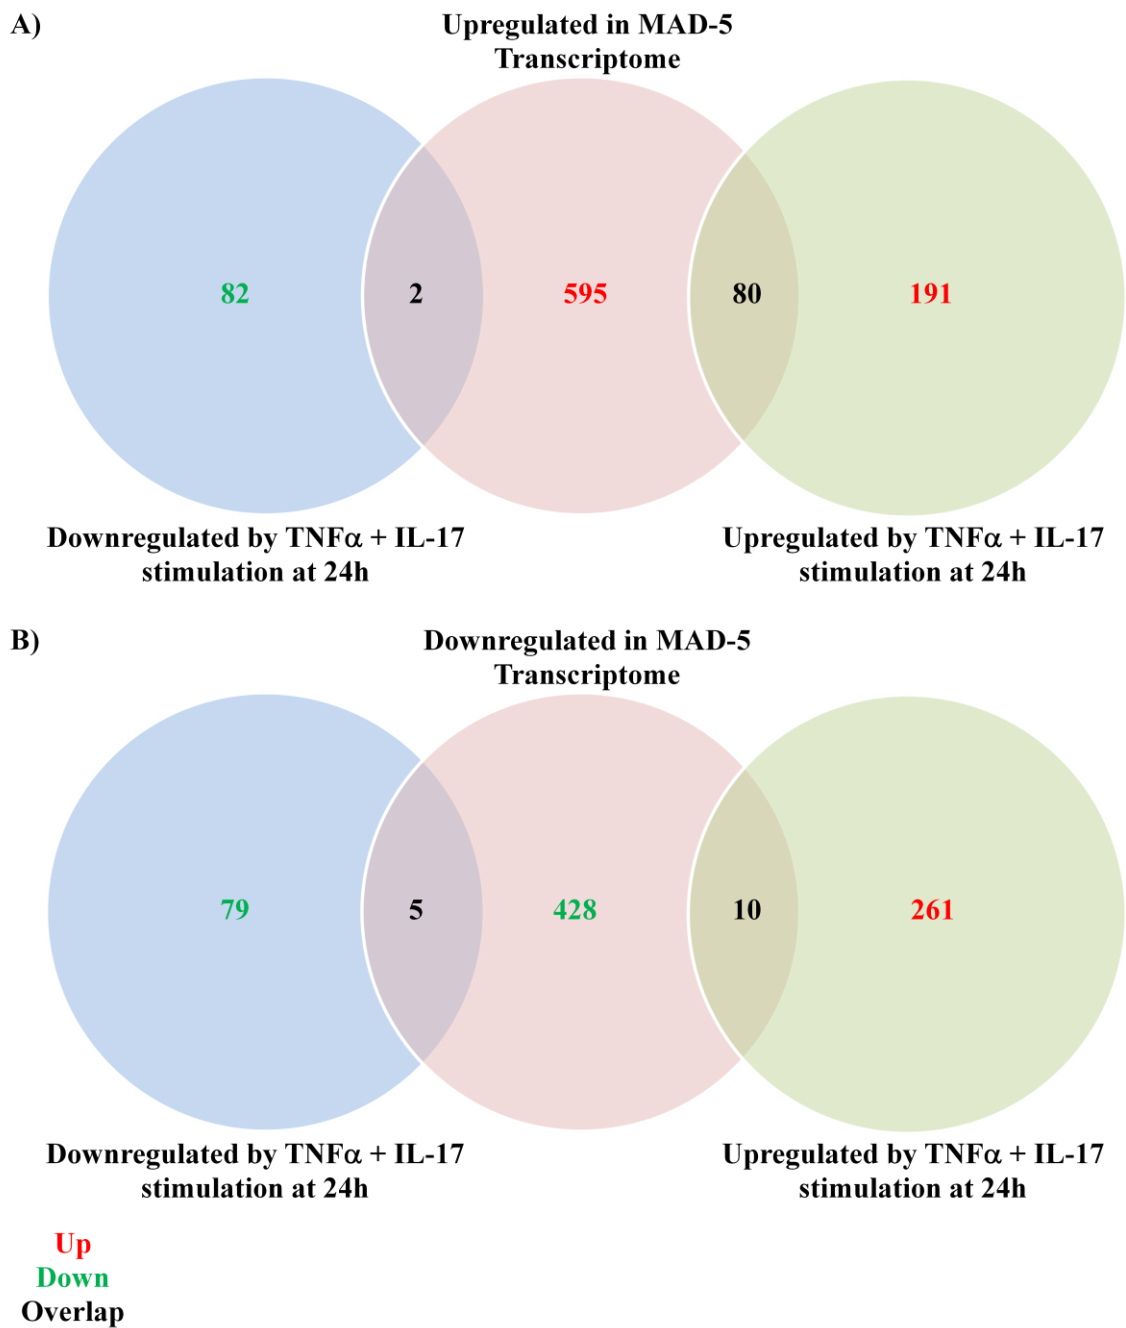 A)
Upregulated in MAD-5
Transcriptome
82
2
595
80
191
Downregulated by TNFα + IL-17
stimulation at 24h
Upregulated by TNFα + IL-17
stimulation at 24h
B)
Downregulated in MAD-5
Transcriptome
79
5
428
10
261
Downregulated by TNFα + IL-17
stimulation at 24h
Upregulated by TNFα + IL-17
stimulation at 24h
Up
Down
Overlap